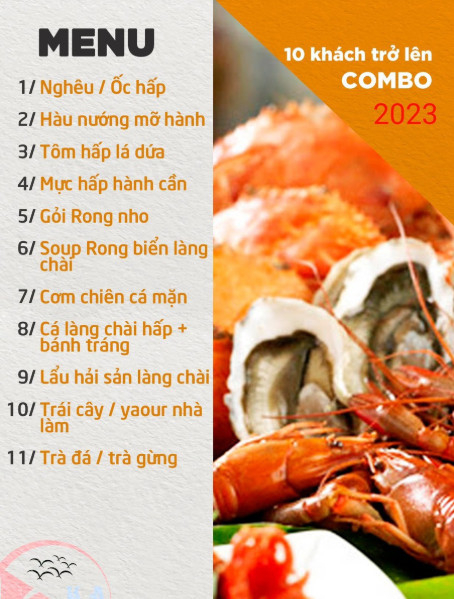 MENU
10 khách trở lên
COMBO
2023
1/ Nghêu / Ốc hấp
2/ Hàu nướng mỡ hành
3/ Tôm hấp lá dứa
4/ Mực hấp hành cần
5/ Gỏi Rong nho
6/ Soup Rong biển làng
chài
7/ Cơm chiên cá mặn
8/ Cá làng chài hấp +
bánh tráng
9/ Lẩu hải sản làng chài
10/ Trái cây / yaour nhà
làm
11/ Trà đá / trà gừng